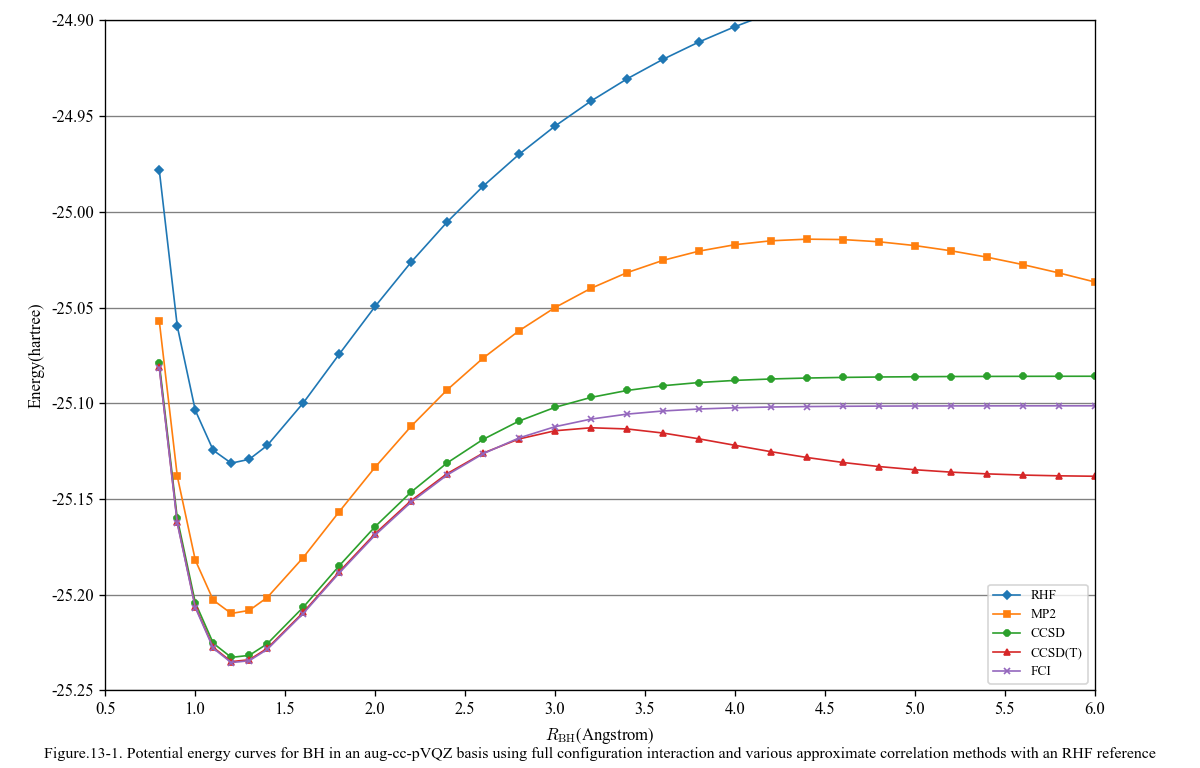 -24.90
-24.95
-25.00
-25.05
-25.10
-25.15
-25.20
-25.25
Energy(hartree)
0.5 1.0 1.5 2.0 2.5 3.0 3.5 4.0 4.5 5.0 5.5 6.0
RHF
MP2
CCSD
CCSD(T)
FCI
R_BH(Angstrom)
Figure.13-1. Potential energy curves for BH in an aug-cc-pVQZ basis using full configuration interaction and various approximate correlation methods with an RHF reference